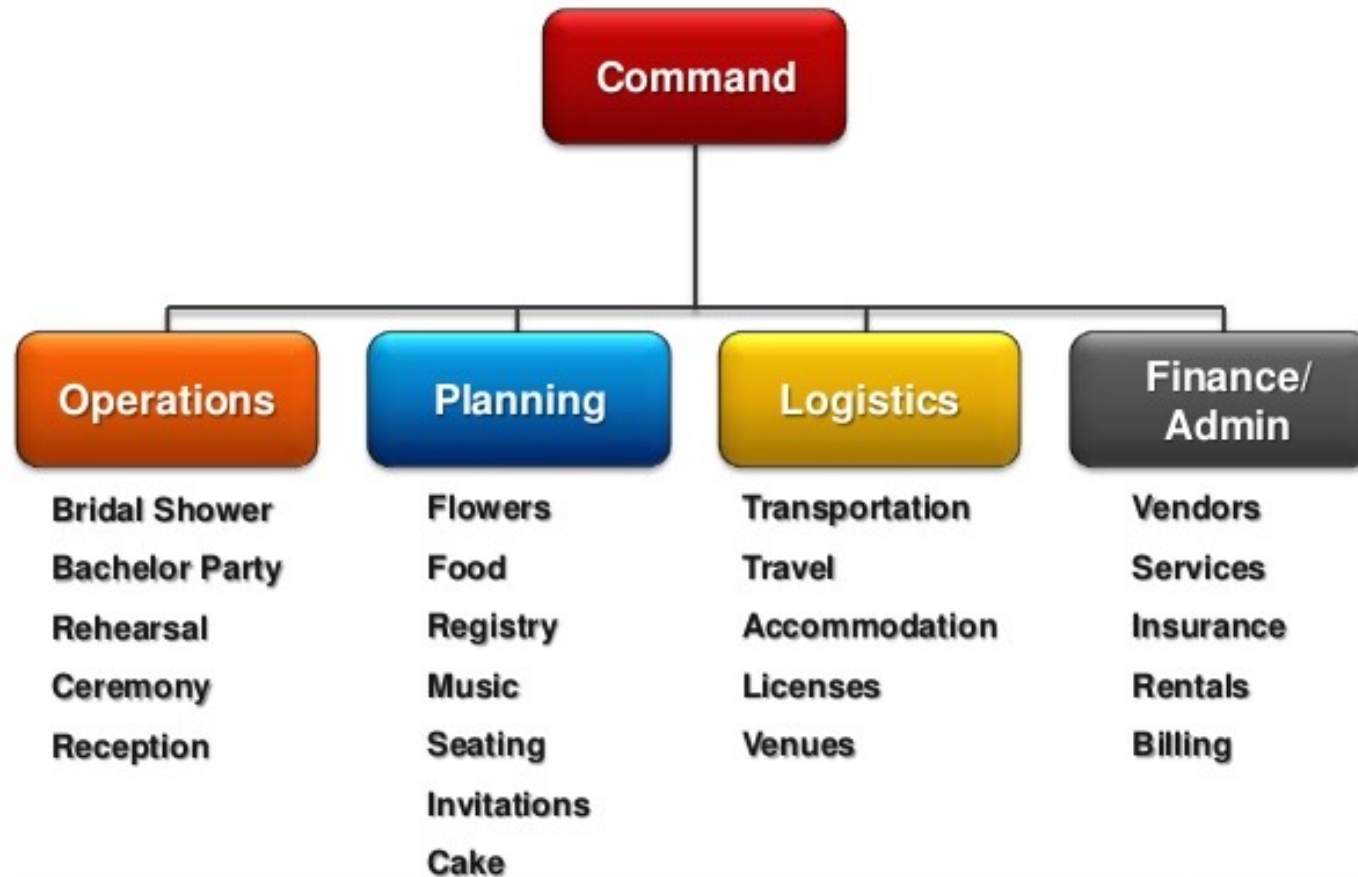 Command
Operations
Planning
Logistics
Finance/
Admin
Bridal Shower
Bachelor Party
Rehearsal
Ceremony
Reception
Flowers
Food
Registry
Music
Seating
Invitations
Cake
Transportation
Travel
Accommodation
Licenses
Venues
Vendors
Services
Insurance
Rentals
Billing